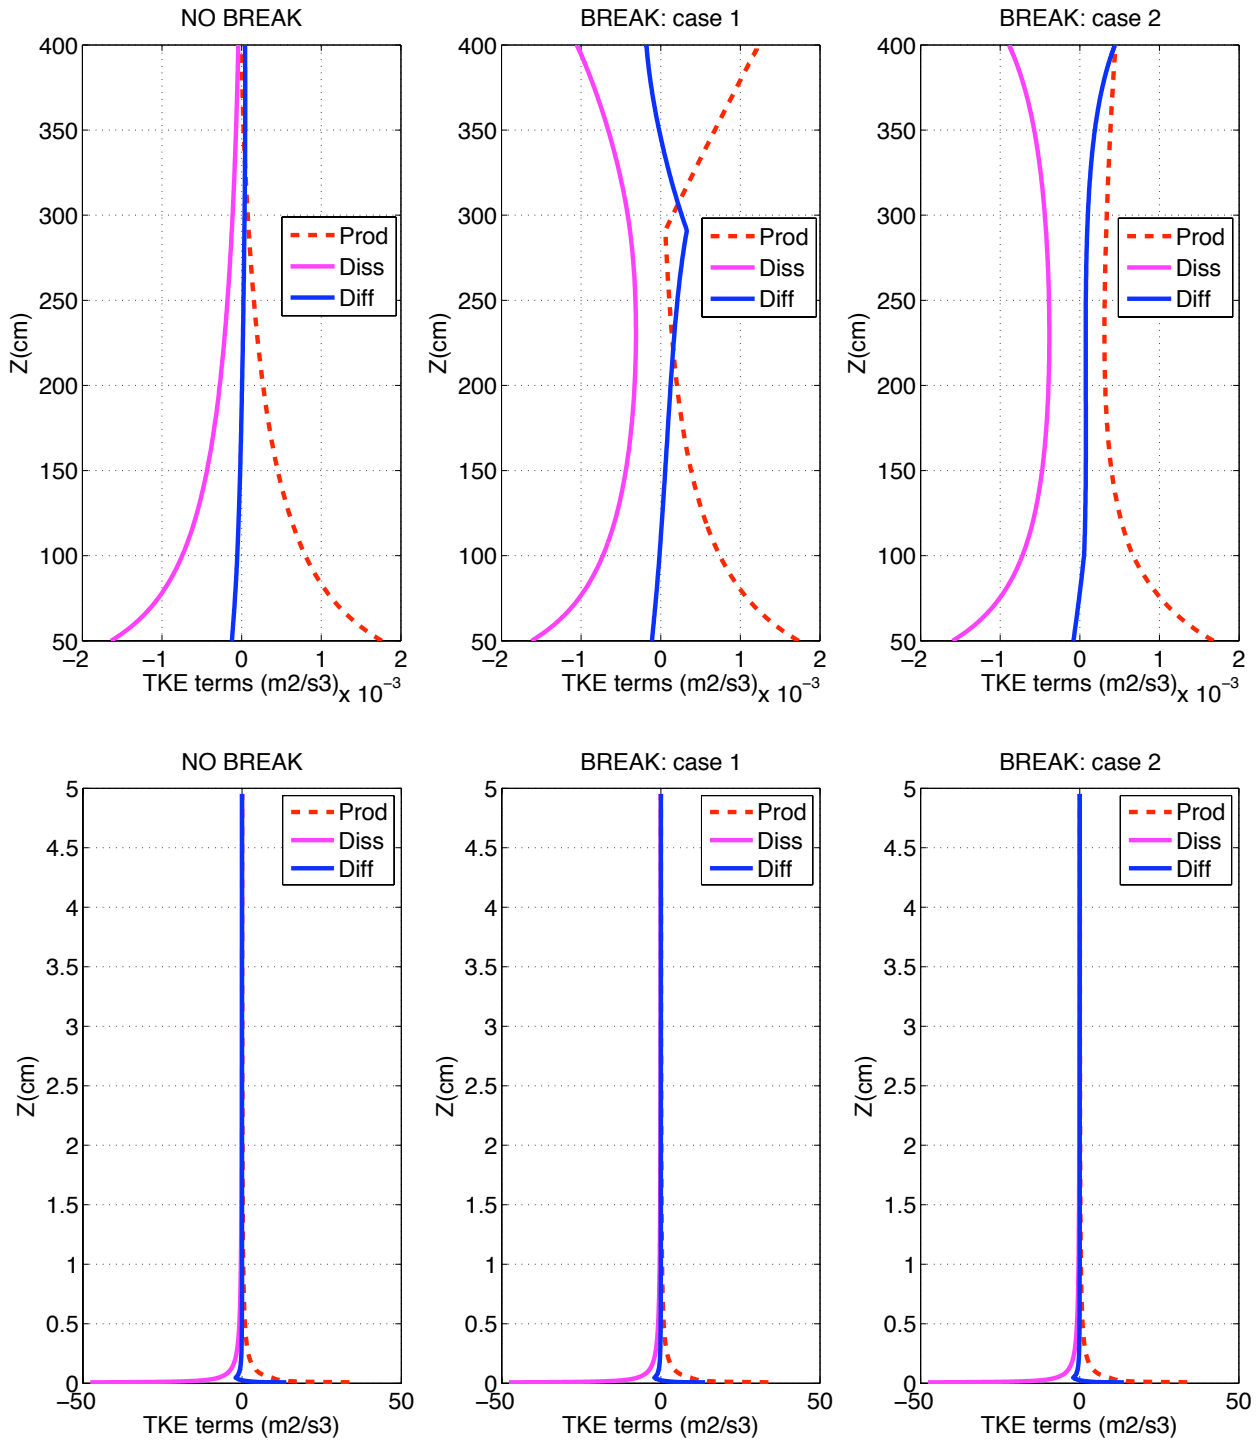 NO BREAK
BREAK: case 1
BREAK: case 2
400
350
300
250
200
150
100
50
Z(cm)
Prod
Diss
Diff
−2
−1
0
1
2
TKE terms (m2/s3)
x 10−3
400
350
300
250
200
150
100
50
Z(cm)
Prod
Diss
Diff
−2
−1
0
1
2
TKE terms (m2/s3)
x 10−3
400
350
300
250
200
150
100
50
Z(cm)
Prod
Diss
Diff
−2
−1
0
1
2
TKE terms (m2/s3)
x 10−3
NO BREAK
BREAK: case 1
BREAK: case 2
5
4.5
4
3.5
3
2.5
2
1.5
1
0.5
0
Z(cm)
Prod
Diss
Diff
−50
0
50
TKE terms (m2/s3)
5
4.5
4
3.5
3
2.5
2
1.5
1
0.5
0
Z(cm)
Prod
Diss
Diff
−50
0
50
TKE terms (m2/s3)
5
4.5
4
3.5
3
2.5
2
1.5
1
0.5
0
Z(cm)
Prod
Diss
Diff
−50
0
50
TKE terms (m2/s3)